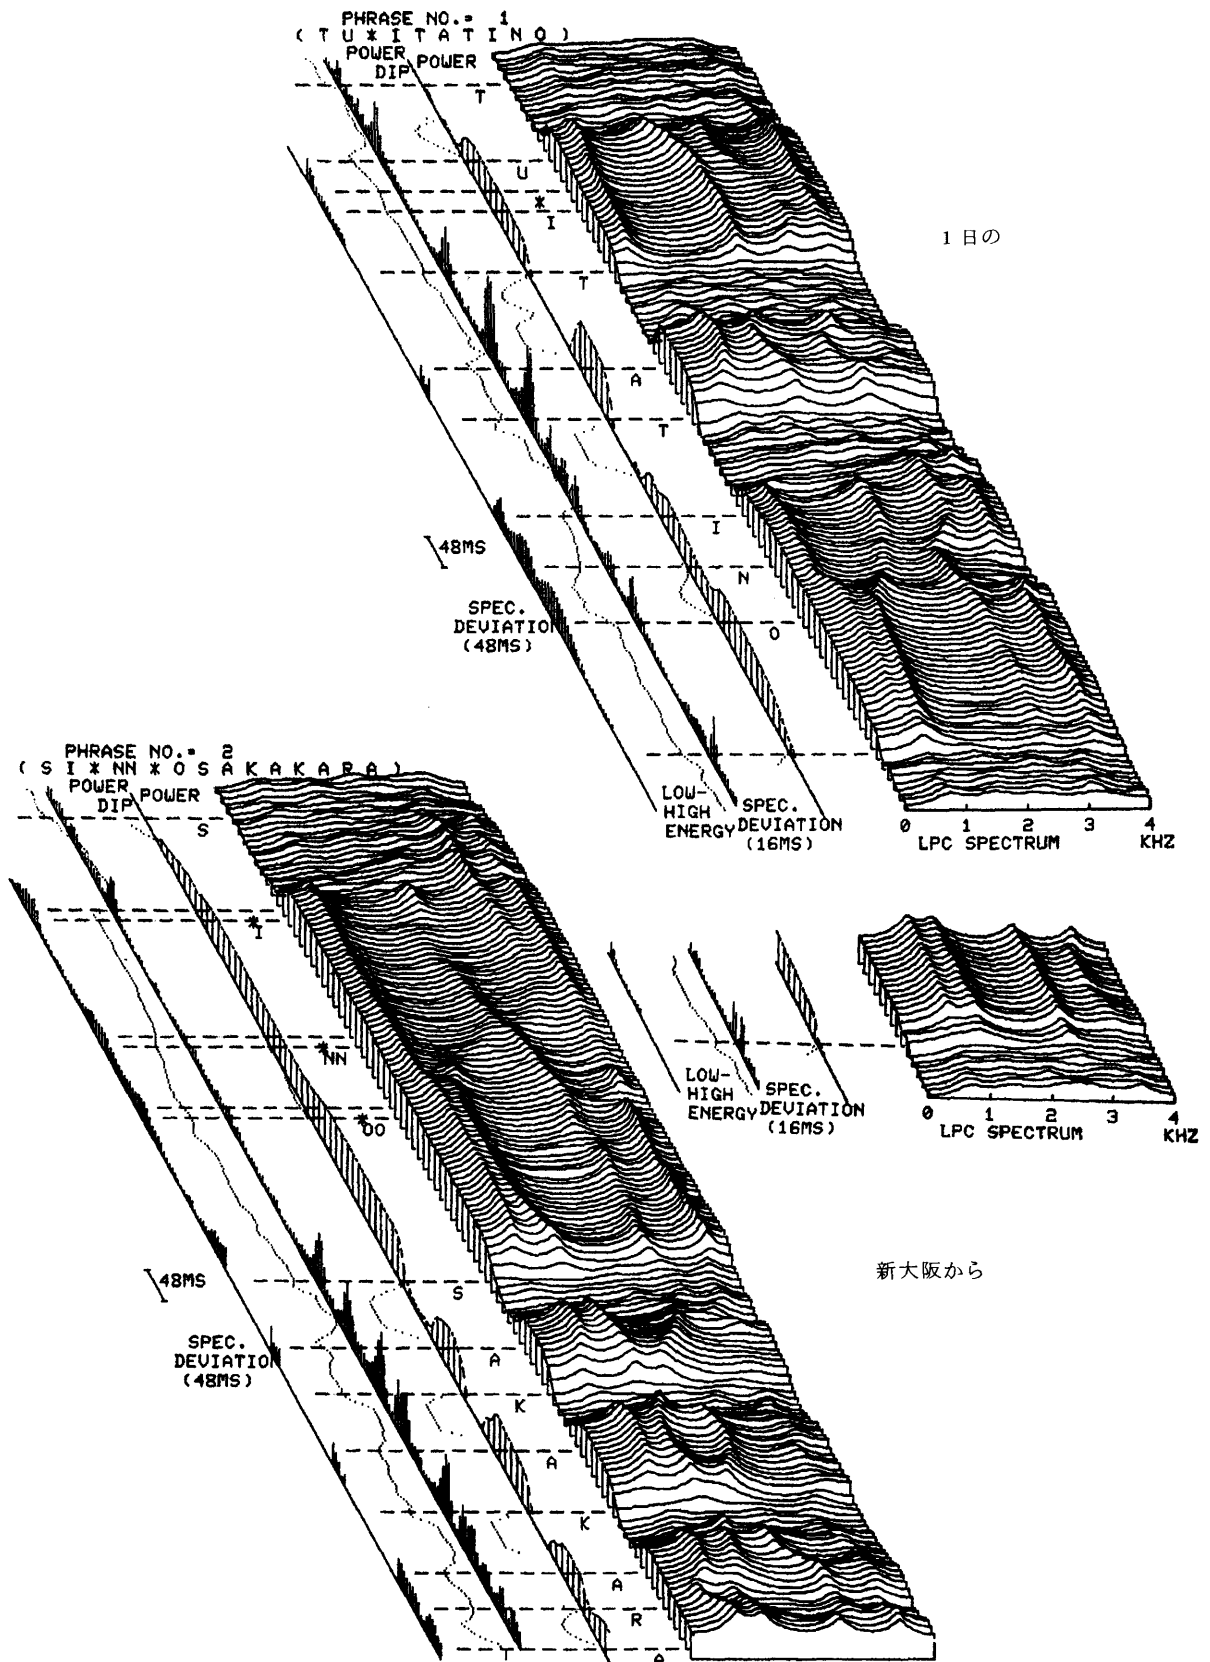 PHRASE NO.= 1
( T U * I T A T I N O )
POWER
DIP POWER
T
U
*
I
T
A
T
I
N
O
1日の
48MS
SPEC.
DEVIATION
(48MS)
LOW-
HIGH
ENERGY
SPEC.
DEVIATION
(16MS)
0 1 2 3 4
LPC SPECTRUM KHZ
PHRASE NO.= 2
( S I * NN * O S A K A K A R A )
POWER
DIP POWER
S
*
I
*
NN
*
OO
S
A
K
A
K
A
R
A
新大阪から
48MS
SPEC.
DEVIATION
(48MS)
LOW-
HIGH
ENERGY
SPEC.
DEVIATION
(16MS)
0 1 2 3 4
LPC SPECTRUM KHZ